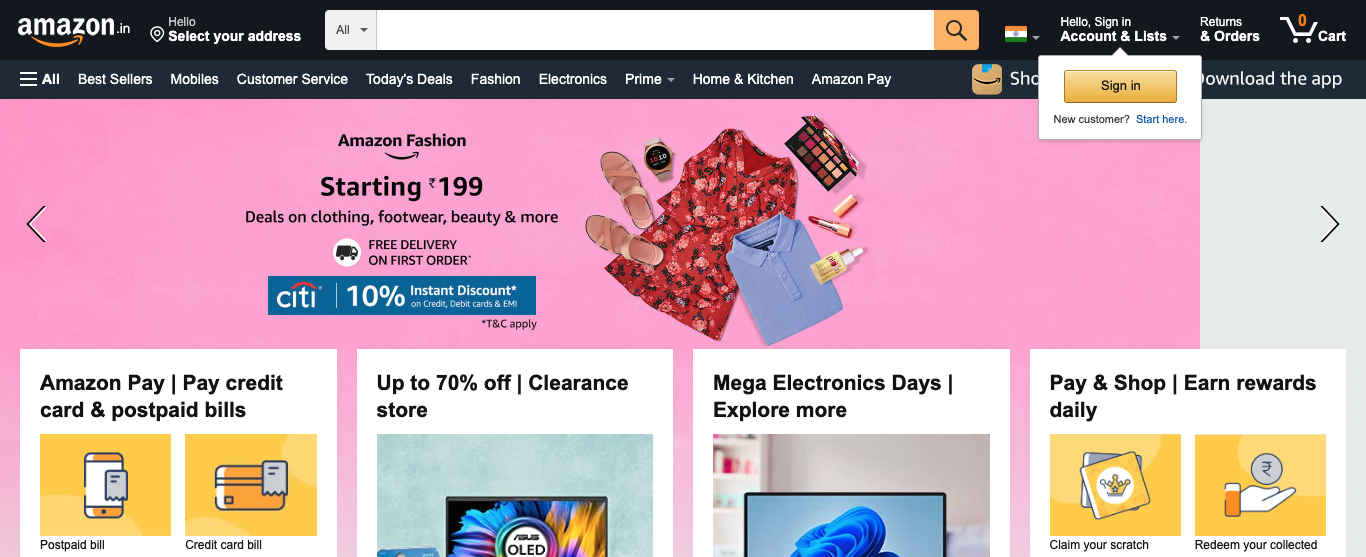 amazon.in
Hello
Select your address
All
Hello, Sign in
Account & Lists
Returns
& Orders
0
Cart
All
Best Sellers
Mobiles
Customer Service
Today's Deals
Fashion
Electronics
Prime
Home & Kitchen
Amazon Pay
Download the app
Sign in
New customer? Start here.
Amazon Fashion
Starting ₹199
Deals on clothing, footwear, beauty & more
FREE DELIVERY
ON FIRST ORDER*
citi
10% Instant Discount*
on Credit, Debit cards & EMI
*T&C apply
10:10
Amazon Pay | Pay credit
card & postpaid bills
Up to 70% off | Clearance
store
Mega Electronics Days |
Explore more
Pay & Shop | Earn rewards
daily
ASUS
OLED
₹
Postpaid bill
Credit card bill
Claim your scratch
Redeem your collected